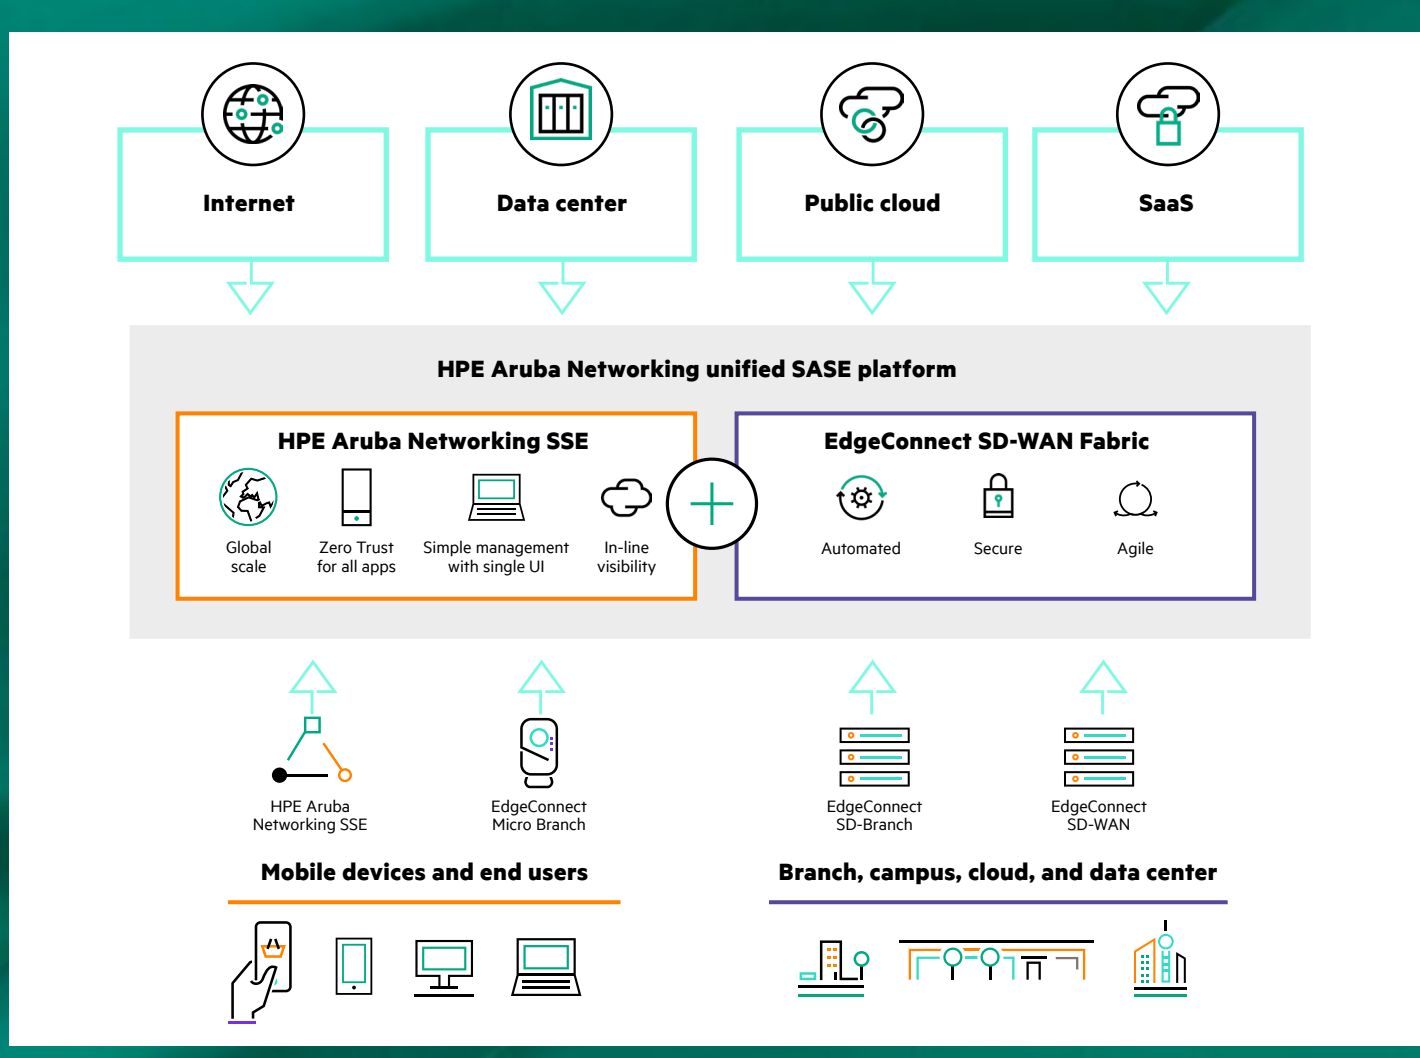 Internet
Data center
Public cloud
SaaS
HPE Aruba Networking unified SASE platform
HPE Aruba Networking SSE
Global
scale
Zero Trust
for all apps
Simple management
with single UI
In-line
visibility
EdgeConnect SD-WAN Fabric
Automated
Secure
Agile
HPE Aruba
Networking SSE
EdgeConnect
Micro Branch
EdgeConnect
SD-Branch
EdgeConnect
SD-WAN
Mobile devices and end users
Branch, campus, cloud, and data center